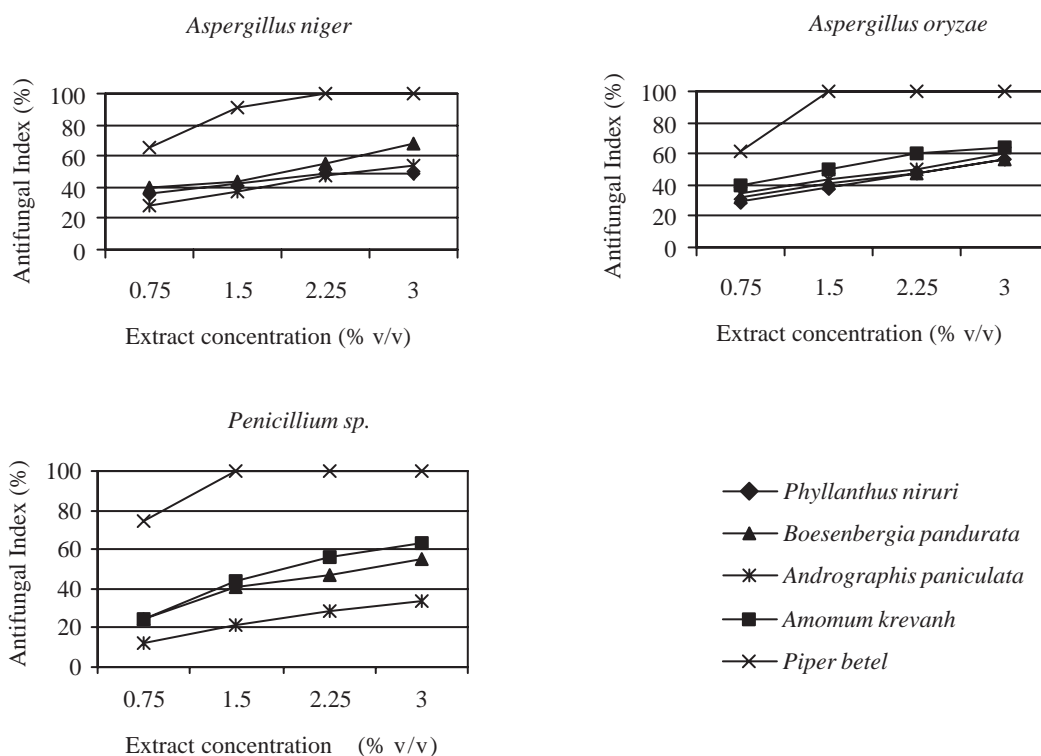 Aspergillus niger
Antifungal Index (%)
100
80
60
40
20
0
0.75 1.5 2.25 3
Extract concentration (% v/v)
Aspergillus oryzae
Antifungal Index (%)
100
80
60
40
20
0
0.75 1.5 2.25 3
Extract concentration (% v/v)
Penicillium sp.
Antifungal Index (%)
100
80
60
40
20
0
0.75 1.5 2.25 3
Extract concentration (% v/v)
Phyllanthus niruri
Boesenbergia pandurata
Andrographis paniculata
Amomum krevanh
Piper betel